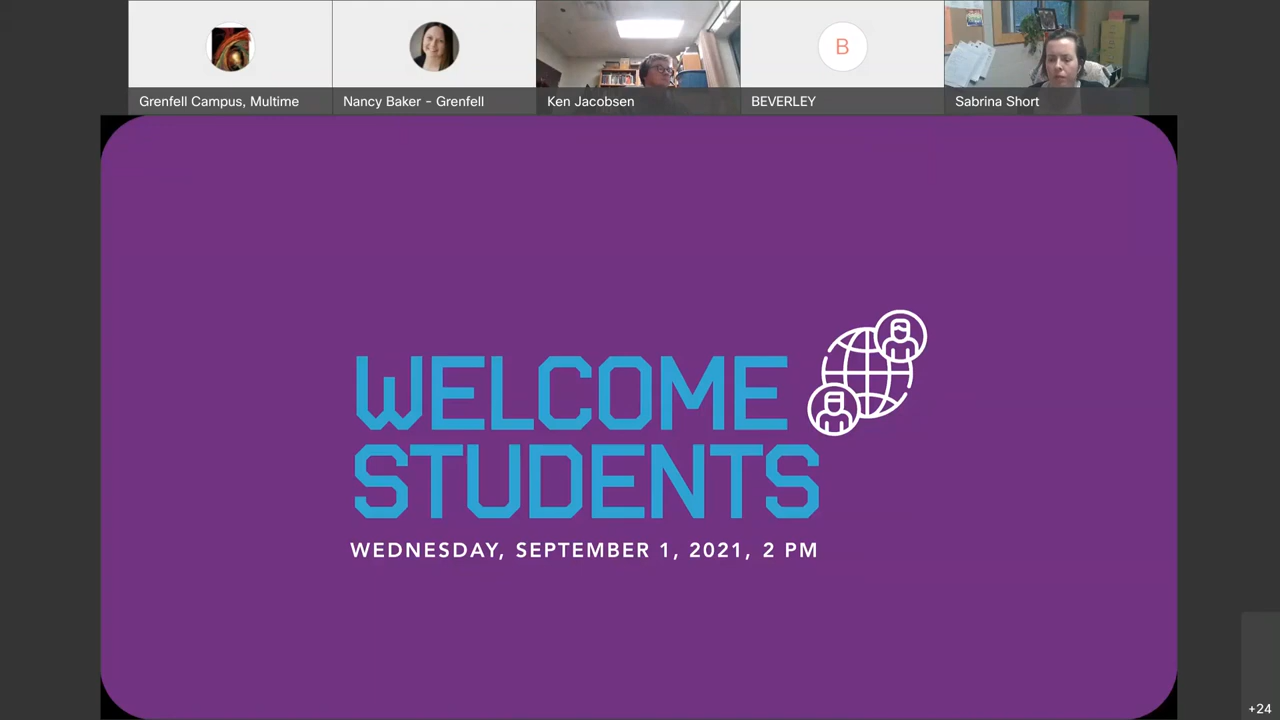 Grenfell Campus, Multime
Nancy Baker - Grenfell
Ken Jacobsen
B
BEVERLEY
Sabrina Short
WELCOME
STUDENTS
WEDNESDAY, SEPTEMBER 1, 2021, 2 PM
+24